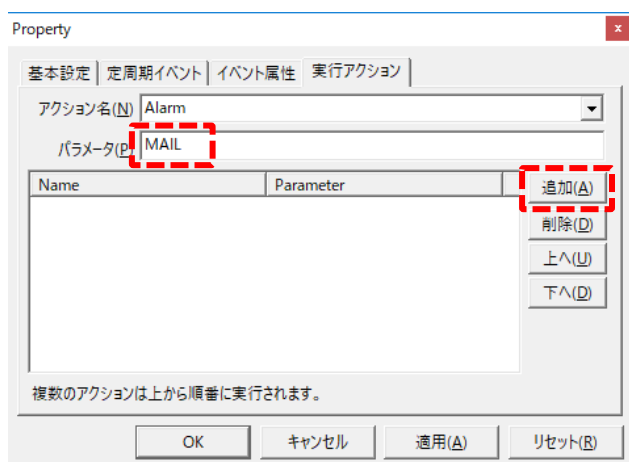 Property
x
基本設定 定周期イベント イベント属性 実行アクション
アクション名(N) Alarm
パラメータ(P) MAIL
Name Parameter
追加(A)
削除(D)
上へ(U)
下へ(D)
複数のアクションは上から順番に実行されます。
OK キャンセル 適用(A) リセット(R)